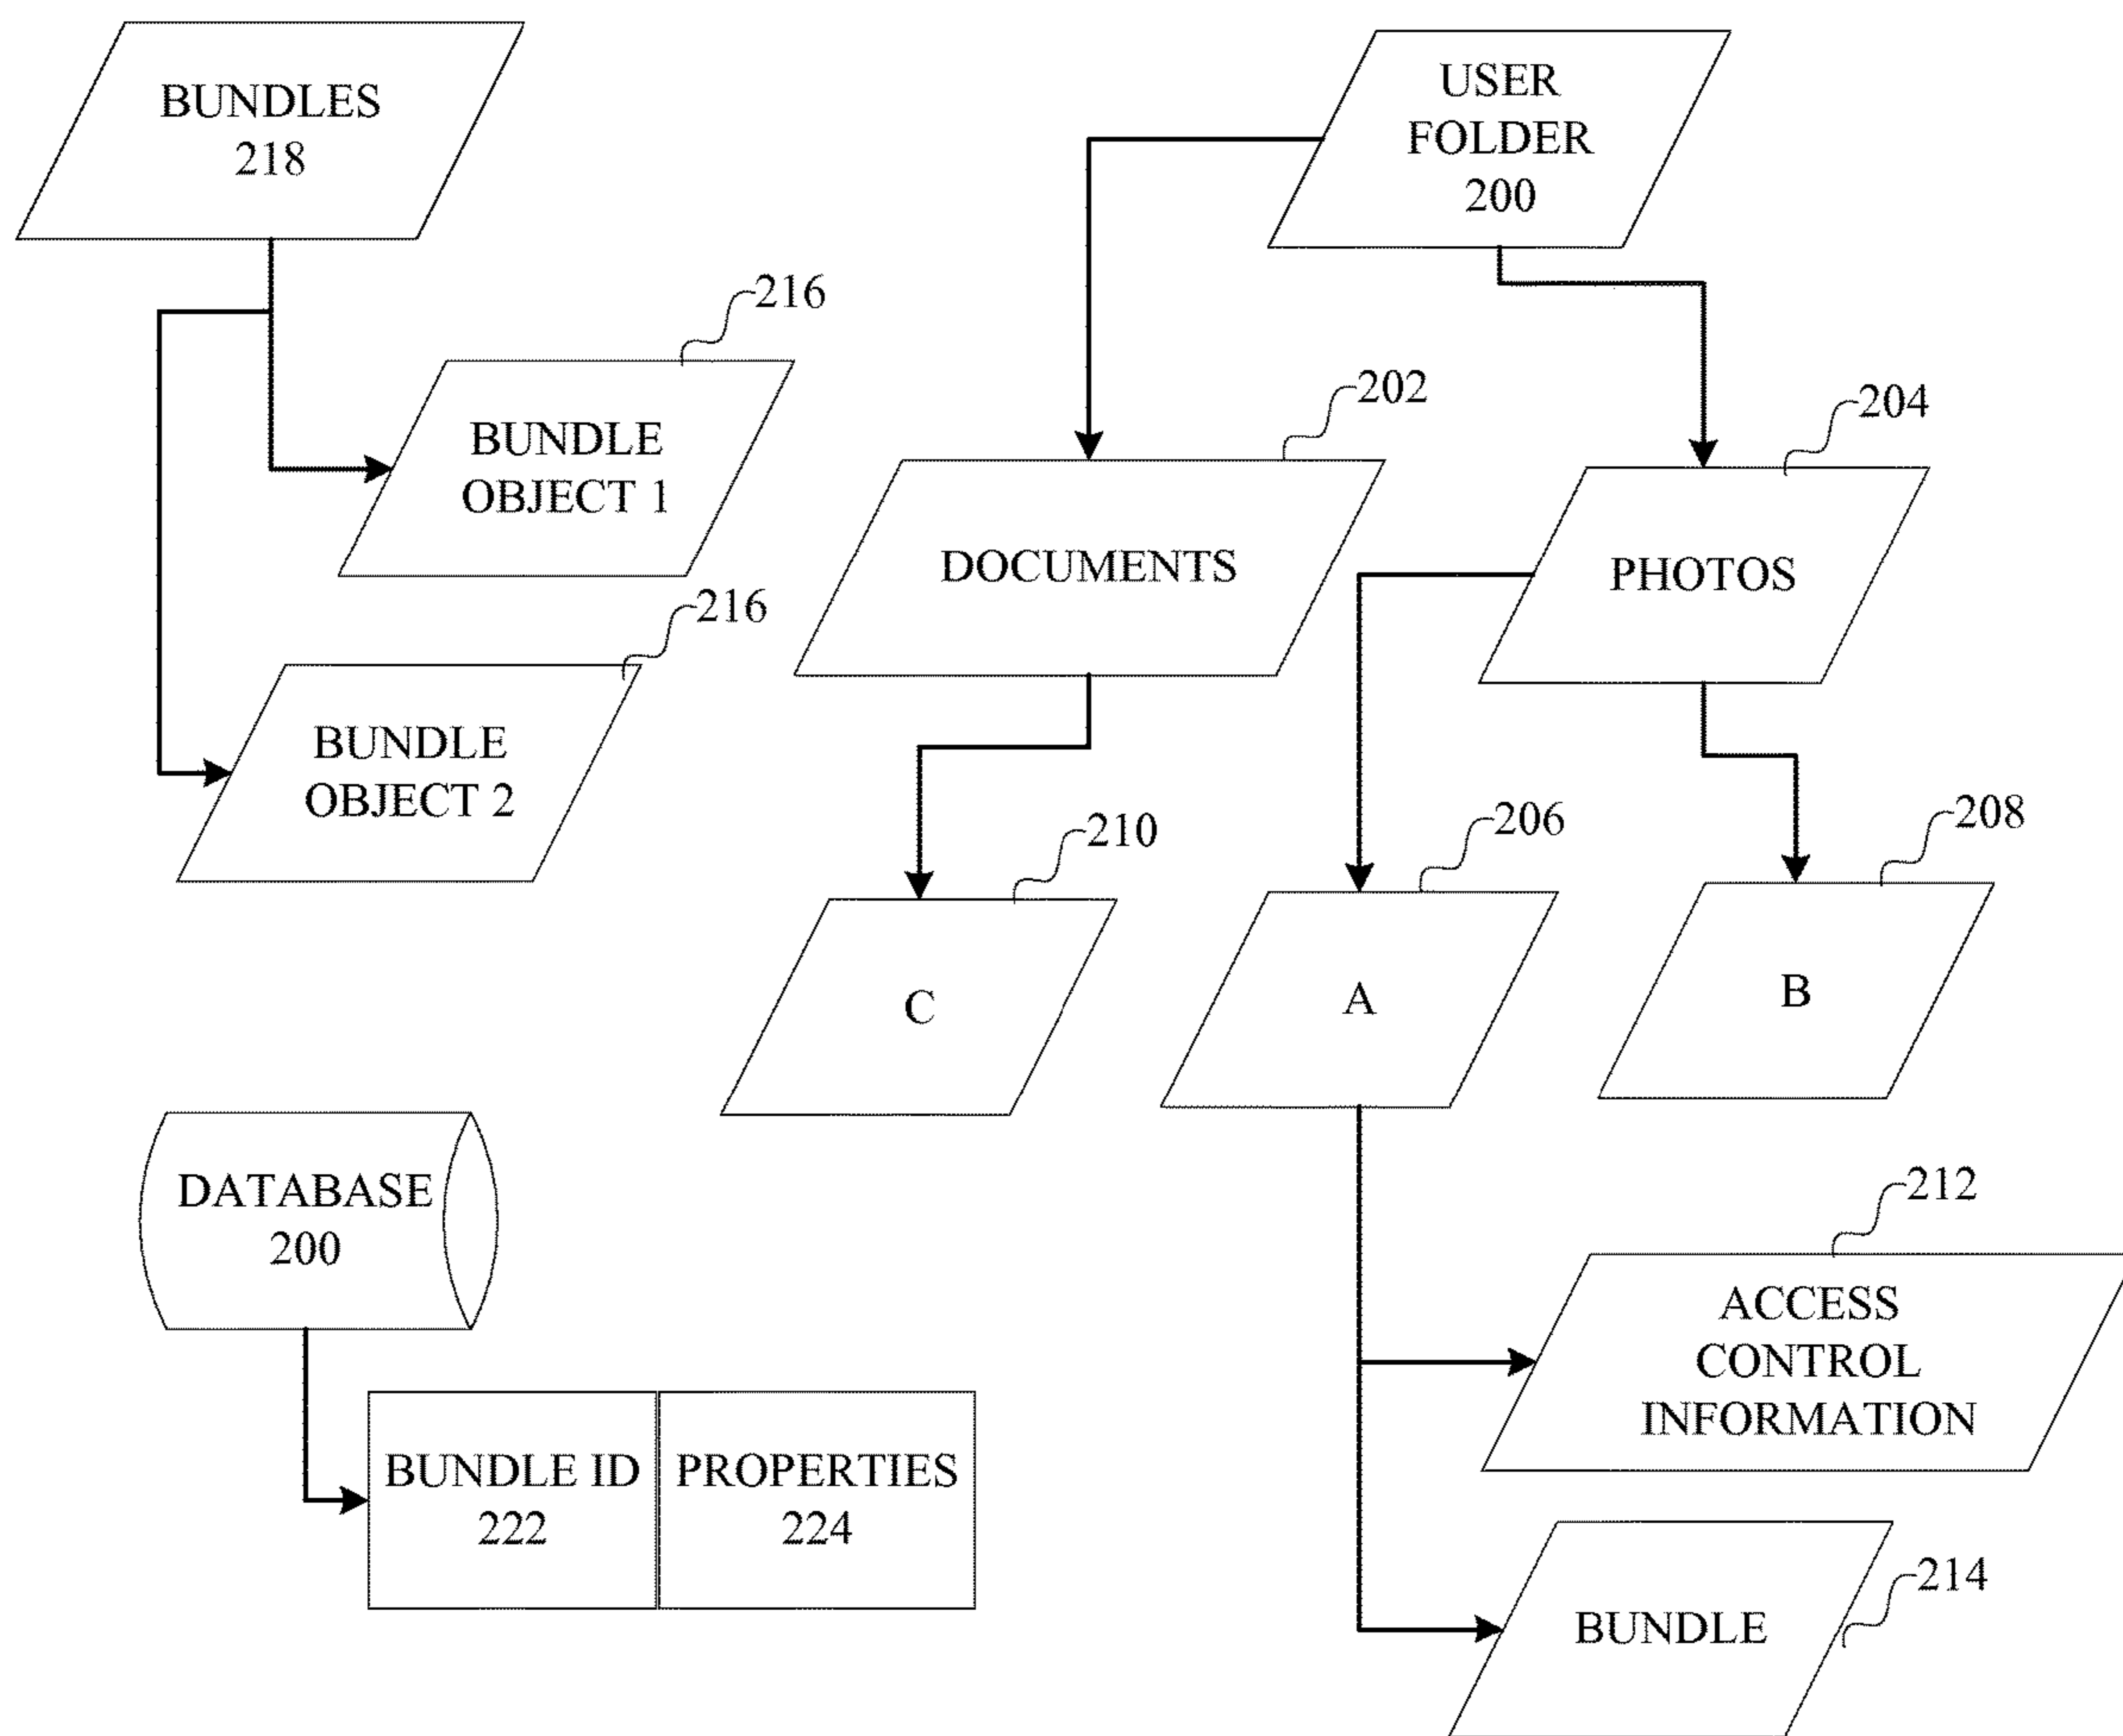 BUNDLES
218
USER
FOLDER
200
216
BUNDLE
OBJECT 1
202
204
DOCUMENTS
PHOTOS
216
BUNDLE
OBJECT 2
210
206
208
C
A
B
DATABASE
200
212
ACCESS
CONTROL
INFORMATION
BUNDLE ID
222
PROPERTIES
224
BUNDLE
214